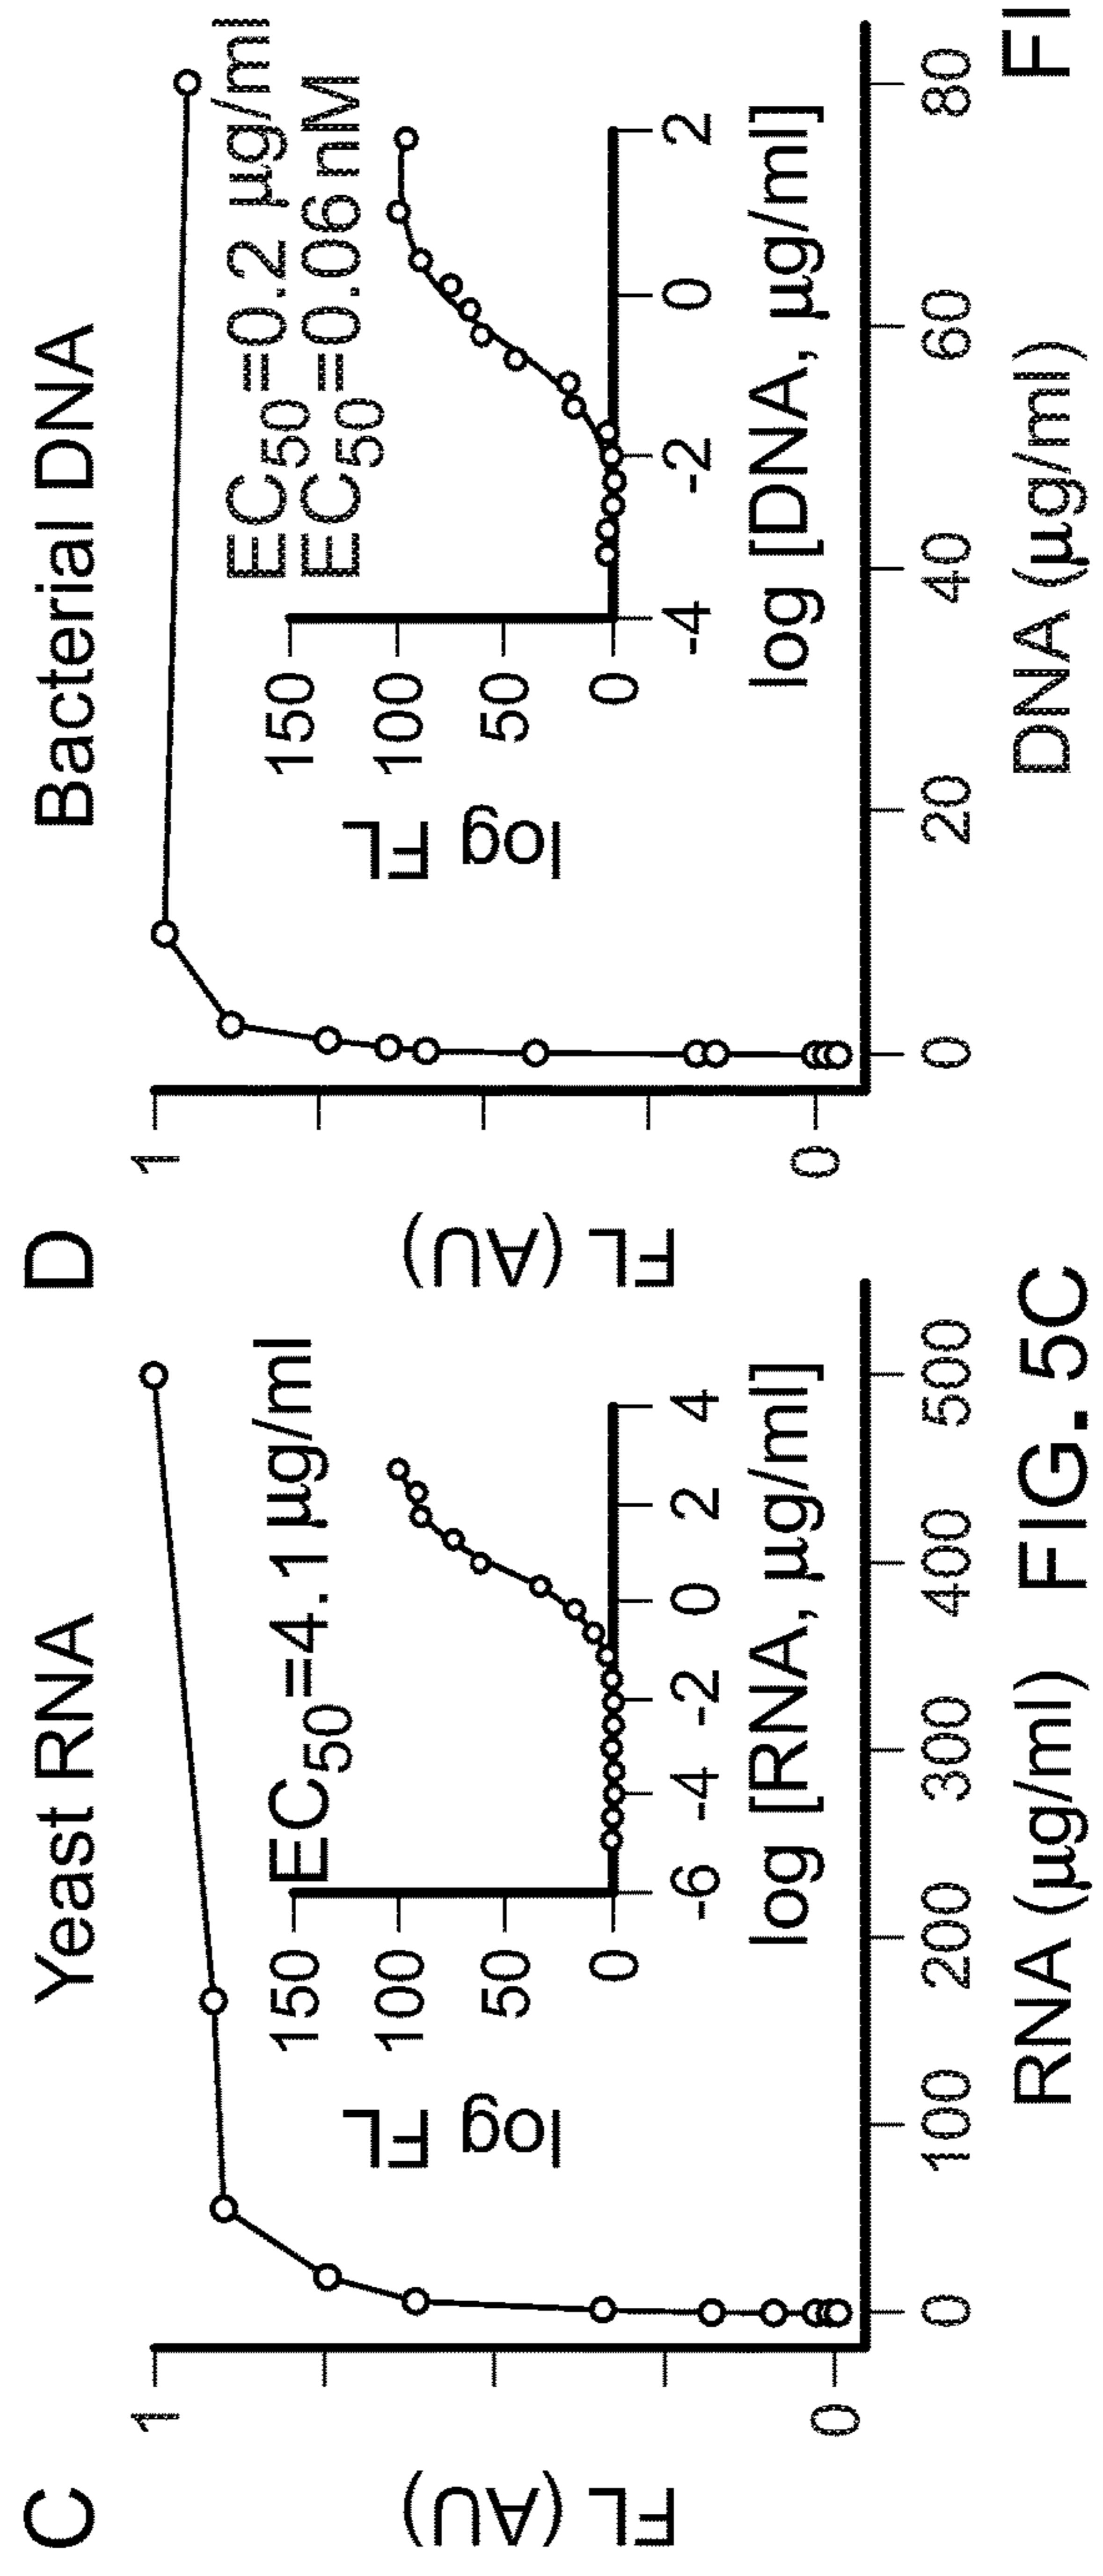 C
Yeast RNA
FL (AU)
1
0
EC50=4.1 µg/ml
log FL
150
100
50
0
-6 -4 -2 0 2 4
log [RNA, µg/ml]
0 100 200 300 400 500
RNA (µg/ml)
FIG. 5C
D
Bacterial DNA
FL (AU)
1
0
EC50=0.2 µg/ml
EC50=0.06 nM
log FL
150
100
50
0
-4 -2 0 2
log [DNA, µg/ml]
0 20 40 60 80
DNA (µg/ml)
FI